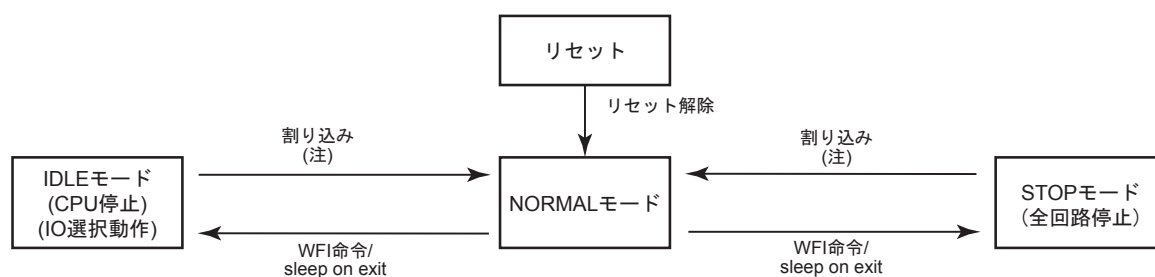 リセット
リセット解除
割り込み
(注)
割り込み
(注)
IDLEモード
(CPU停止)
(IO選択動作)
NORMALモード
STOPモード
(全回路停止)
WFI命令/
sleep on exit
WFI命令/
sleep on exit